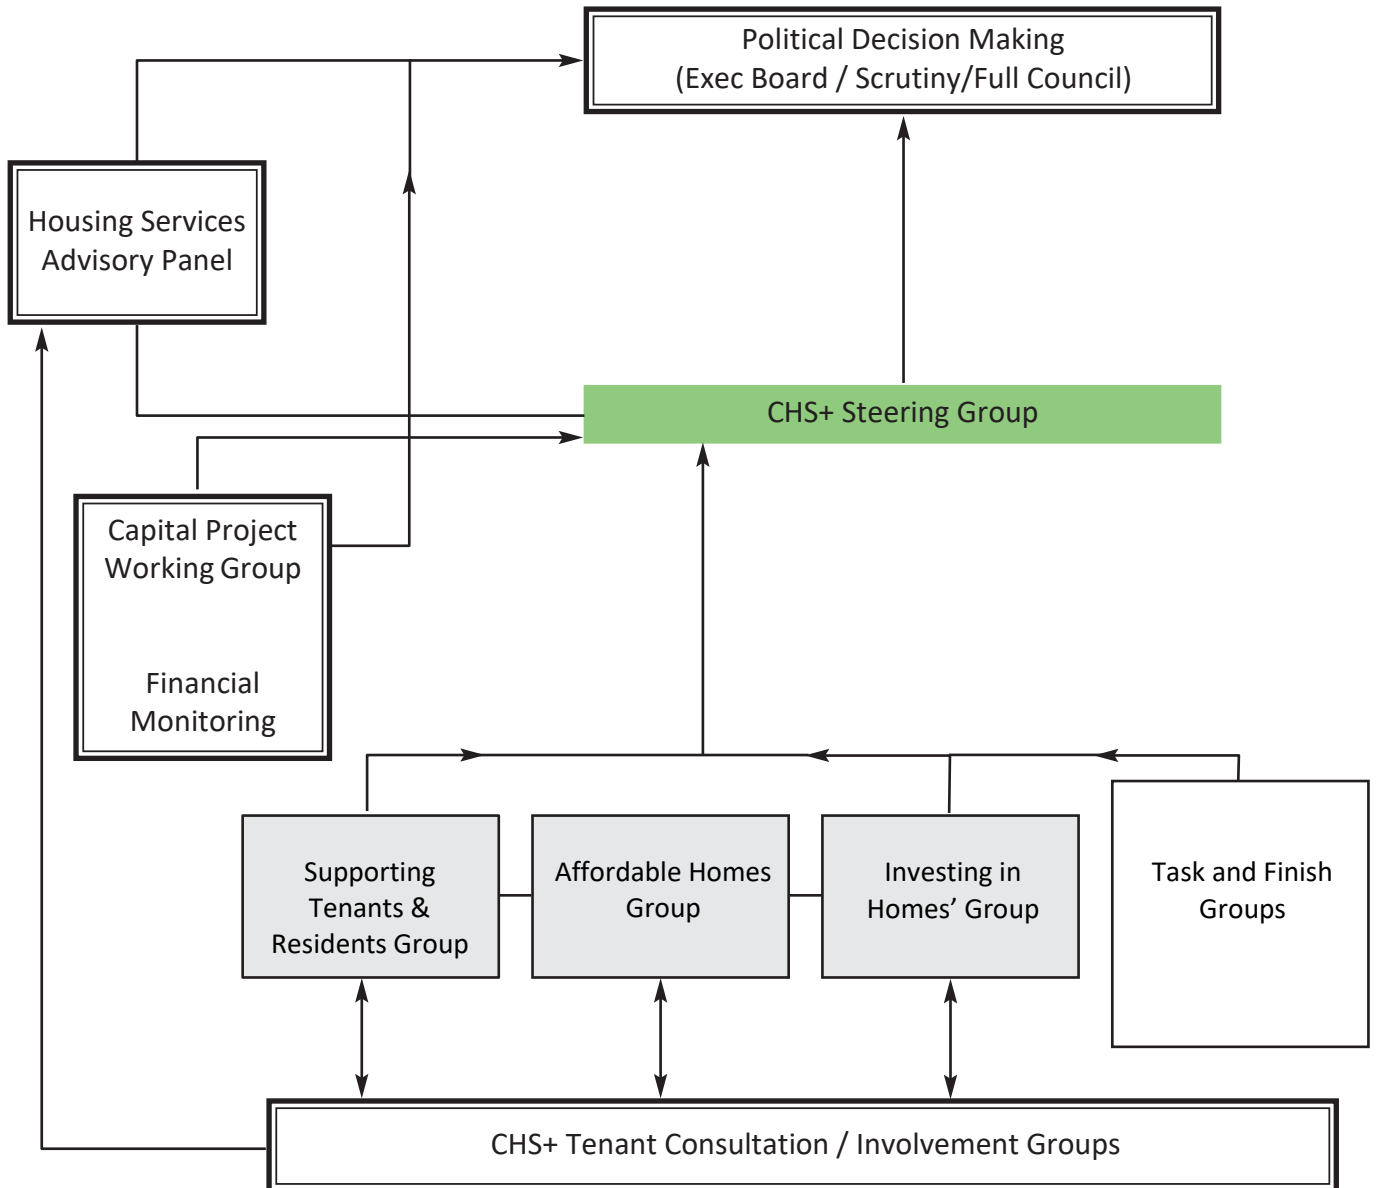 Political Decision Making
(Exec Board / Scrutiny/Full Council)
Housing Services
Advisory Panel
CHS+ Steering Group
Capital Project
Working Group
Financial
Monitoring
Supporting
Tenants &
Residents Group
Affordable Homes
Group
Investing in
Homes’ Group
Task and Finish
Groups
CHS+ Tenant Consultation / Involvement Groups